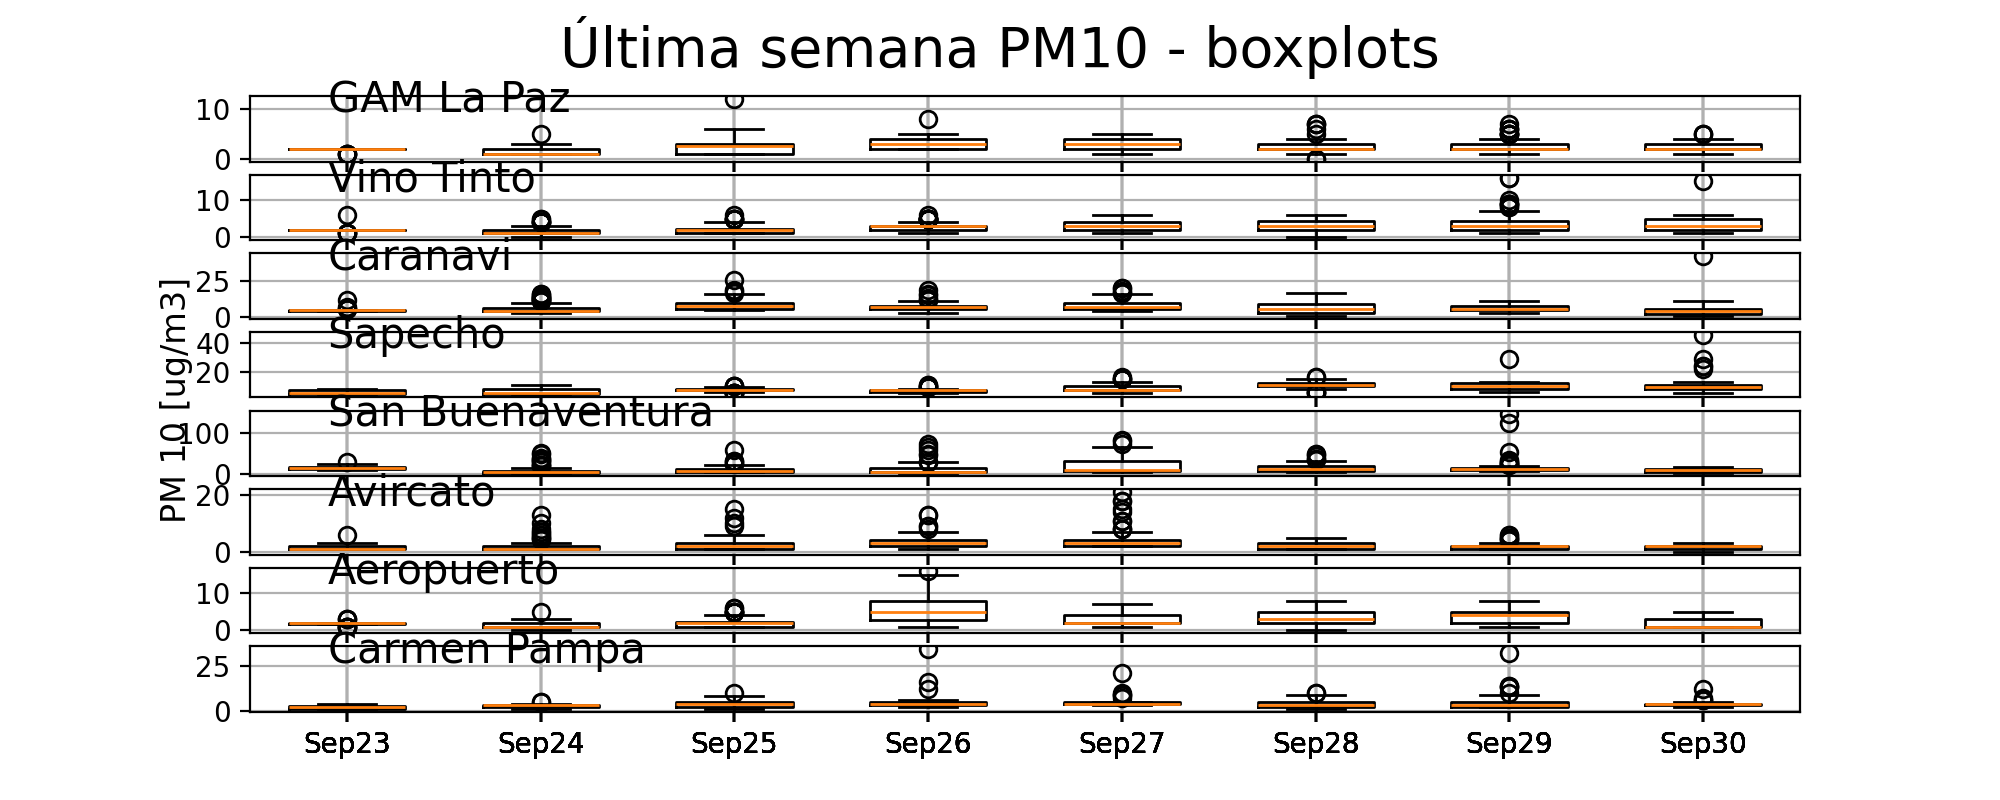 Última semana PM10 - boxplots
GAM La Paz
10
0
Vino Tinto
10
0
Caranavi
25
0
Sapecho
40
20
San Buenaventura
100
0
Avircato
20
0
Aeropuerto
10
0
Carmen Pampa
25
0
PM 10 [ug/m3]
Sep23 Sep24 Sep25 Sep26 Sep27 Sep28 Sep29 Sep30